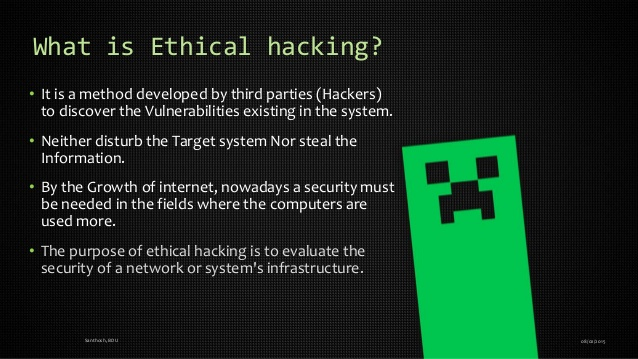 What is Ethical hacking?
• It is a method developed by third parties (Hackers)
to discover the Vulnerabilities existing in the system.
• Neither disturb the Target system Nor steal the
Information.
• By the Growth of internet, nowadays a security must
be needed in the fields where the computers are
used more.
• The purpose of ethical hacking is to evaluate the
security of a network or system's infrastructure.